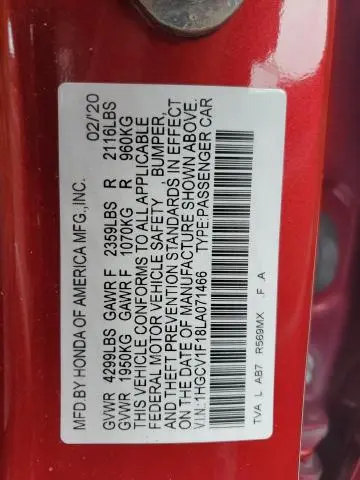 MFD.BY HONDA OF AMERICA MFG.,INC. 02/'20
GVWR 4299LBS GAWR F 2359LBS R 2116LBS
GVWR 1950KG GAWR F 1070KG R 960KG
THIS VEHICLE CONFORMS TO ALL APPLICABLE
FEDERAL MOTOR VEHICLE SAFETY , BUMPER,
AND THEFT PREVENTION STANDARDS IN EFFECT
ON THE DATE OF MANUFACTURE SHOWN ABOVE.
V.I.N:1HGCV1F18LA071466 TYPE:PASSENGER CAR
TVA L AB7 R569MX F A